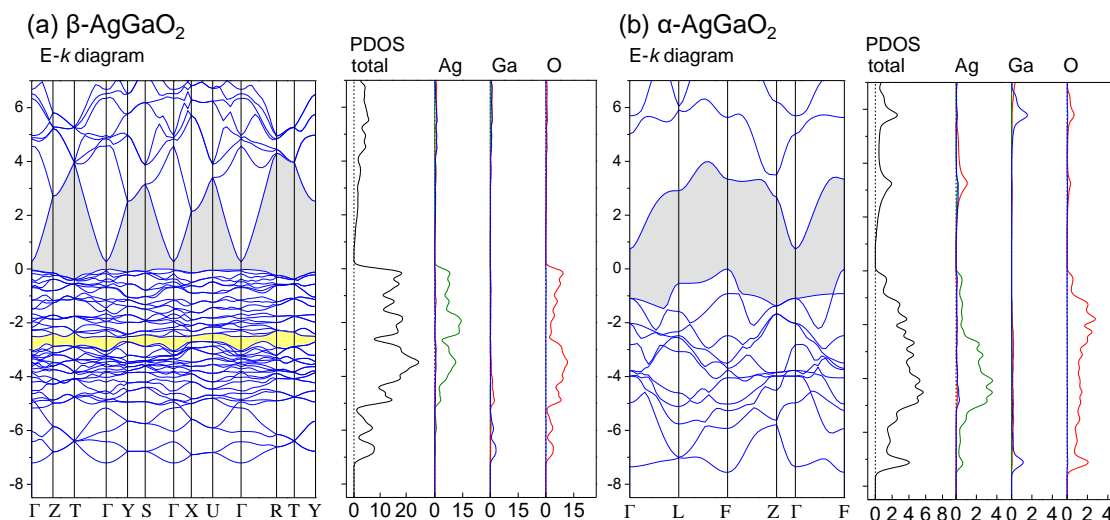 (a) β-AgGaO₂
E-k diagram
PDOS
total Ag Ga O
6
4
2
0
-2
-4
-6
-8
Γ Z T Γ Y S Γ X U Γ R T Y
0 10 20 0 15 0 15 0 15
(b) α-AgGaO₂
E-k diagram
PDOS
total Ag Ga O
6
4
2
0
-2
-4
-6
-8
Γ L F Z Γ F
0 2 4 6 0 2 4 0 2 4 0 2 4